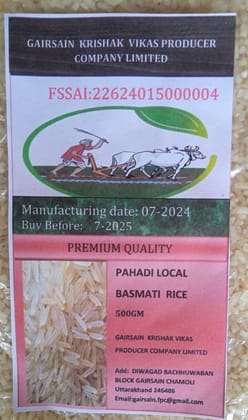 GAIRSAIN KRISHAK VIKAS PRODUCER
COMPANY LIMITED
FSSAI:22624015000004
Manufacturing date: 07-2024
Buy Before: 7-2025
PREMIUM QUALITY
PAHADI LOCAL
BASMATI RICE
500GM
GAIRSAIN KRISHAK VIKAS
PRODUCER COMPANY LIMITED
Add: DIWAGAD BACHHUWABAN
BLOCK GAIRSAIN CHAMOLI
Uttarakhand 246486
Email:gairsain.fpc@gmail.com